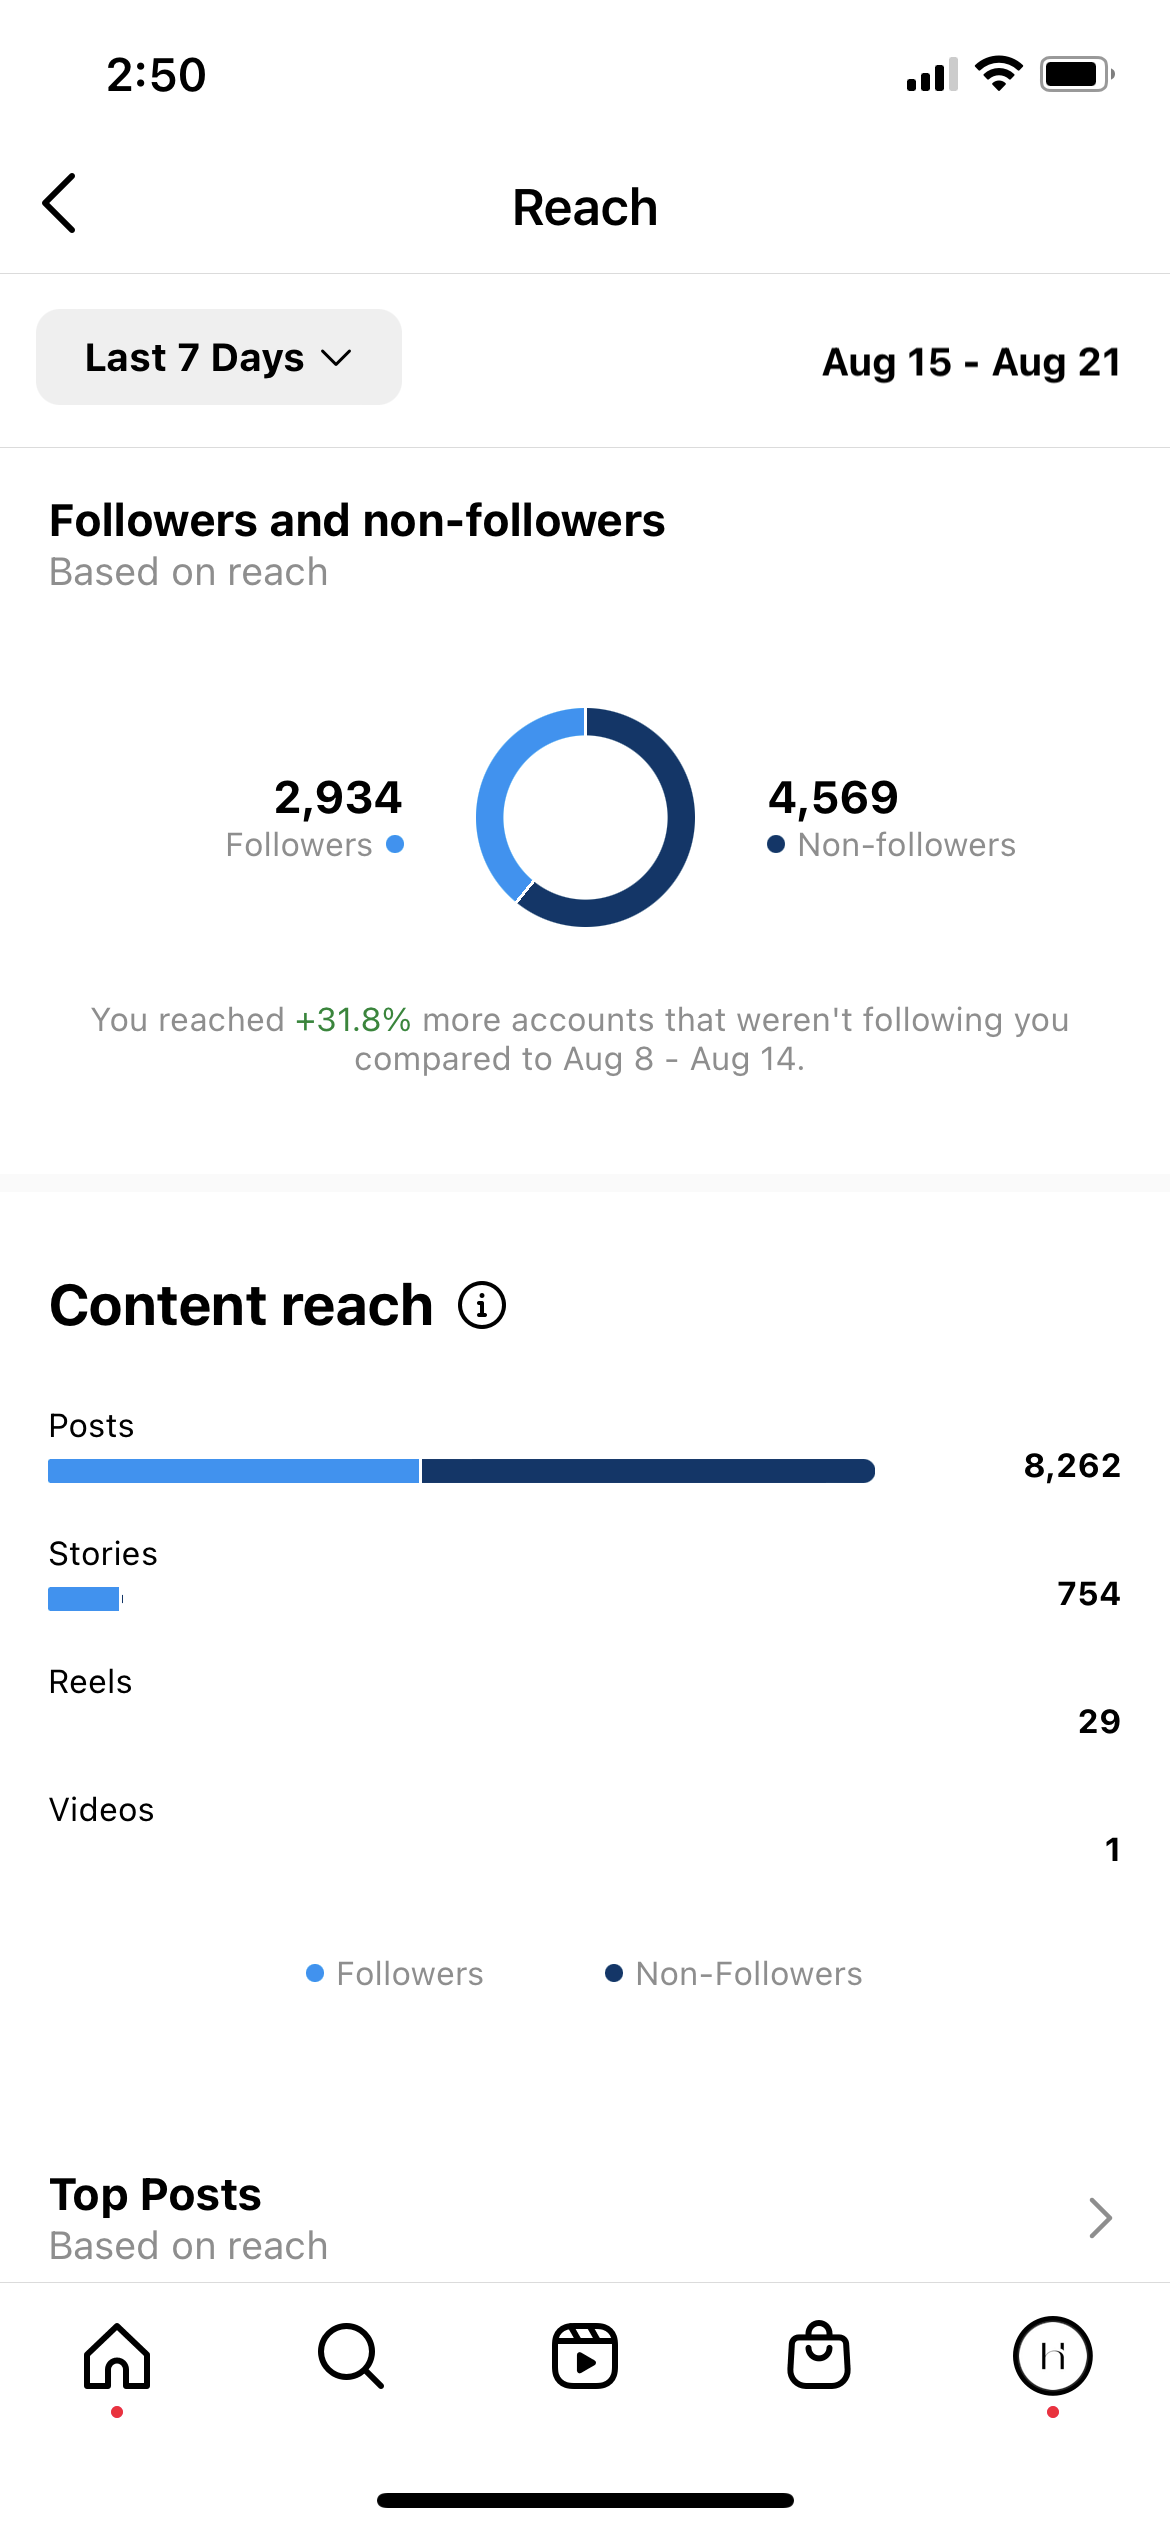 2:50
Reach
Last 7 Days
Aug 15 - Aug 21
Followers and non-followers
Based on reach
2,934
Followers
4,569
Non-followers
You reached +31.8% more accounts that weren't following you
compared to Aug 8 - Aug 14.
Content reach
Posts
8,262
Stories
754
Reels
29
Videos
1
Followers
Non-Followers
Top Posts
Based on reach
H